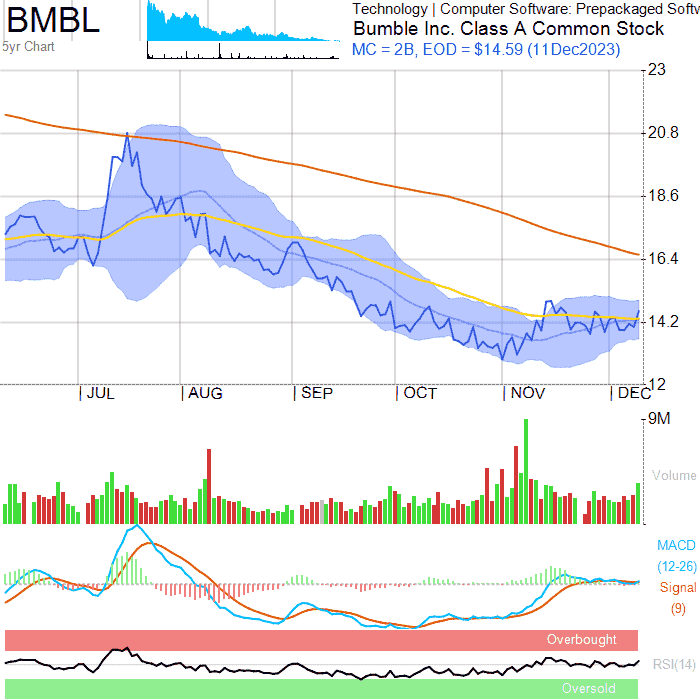 BMBL
5yr Chart
Technology | Computer Software: Prepackaged Softw
Bumble Inc. Class A Common Stock
MC = 2B, EOD = $14.59 (11Dec2023)
23
20.8
18.6
16.4
14.2
12
JUL AUG SEP OCT NOV DEC
9M
Volume
MACD
(12-26)
Signal
(9)
Overbought
RSI(14)
Oversold